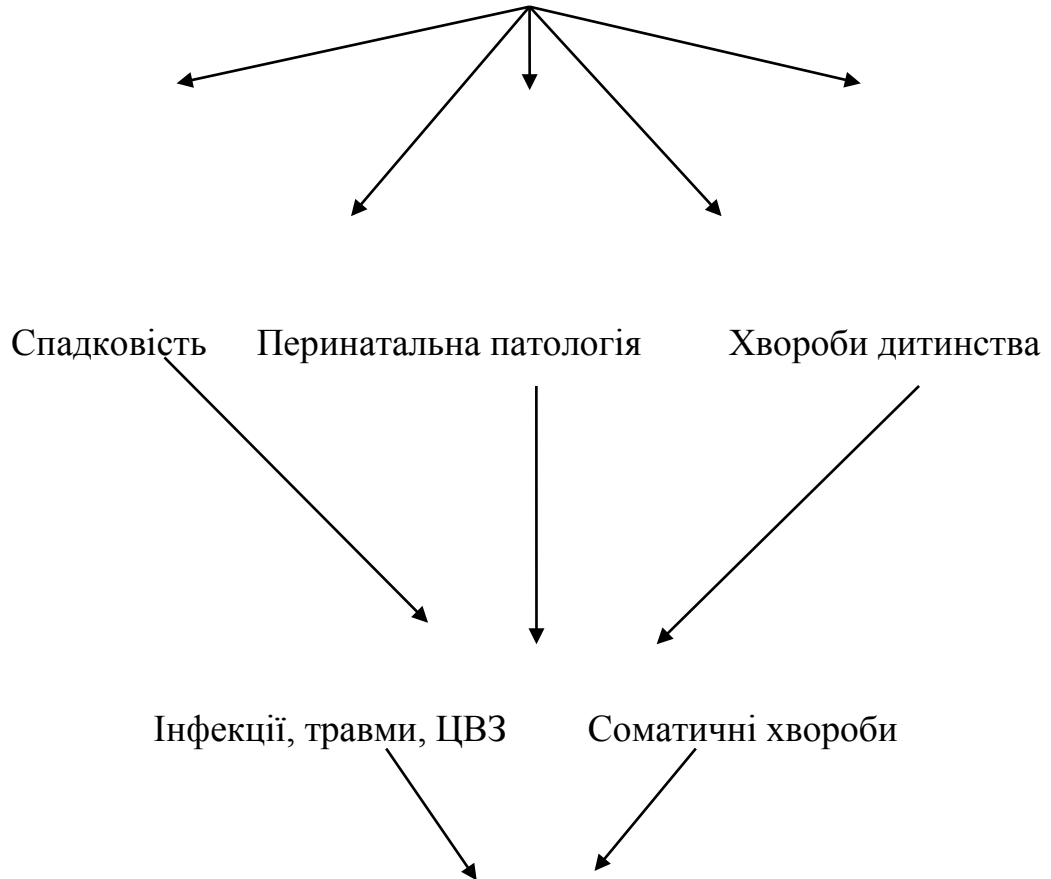 Спадковість Перинатальна патологія Хвороби дитинства
Інфекції, травми, ЦВЗ Соматичні хвороби